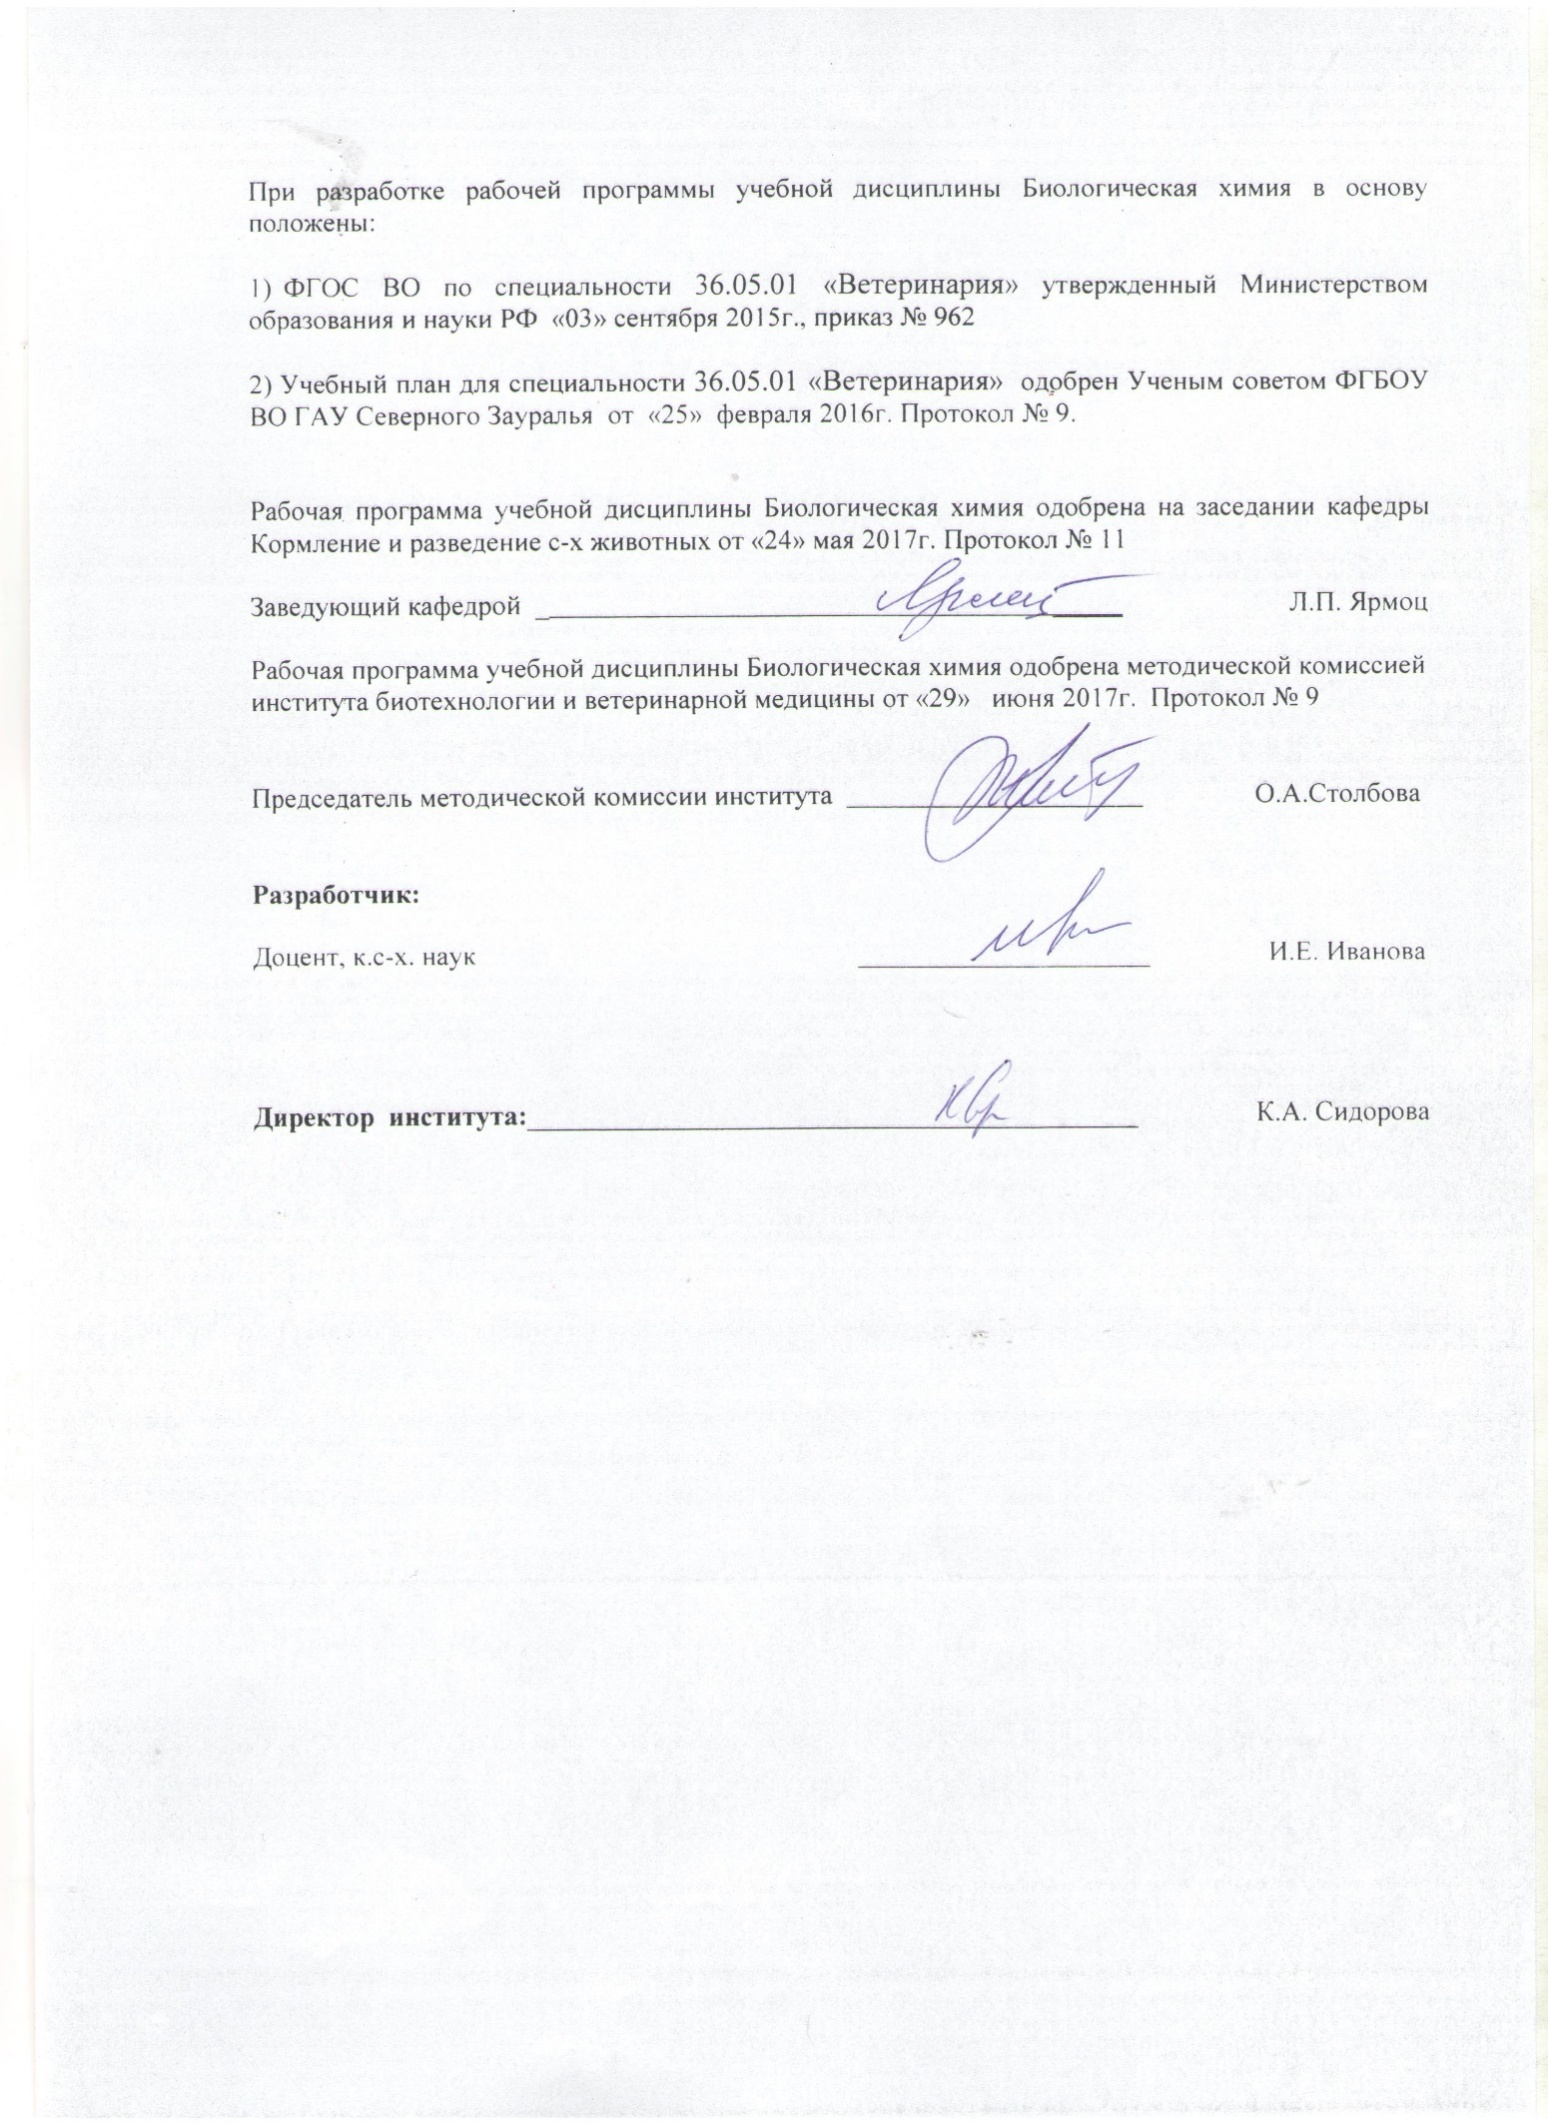 При разработке рабочей программы учебной дисциплины Биологическая химия в основу
положены:
1) ФГОС ВО по специальности 36.05.01 «Ветеринария» утвержденный Министерством
образования и науки РФ «03» сентября 2015г., приказ № 962
2) Учебный план для специальности 36.05.01 «Ветеринария» одобрен Ученым советом ФГБОУ
ВО ГАУ Северного Зауралья от «25» февраля 2016г. Протокол № 9.
Рабочая программа учебной дисциплины Биологическая химия одобрена на заседании кафедры
Кормление и разведение с-х животных от «24» мая 2017г. Протокол № 11
Заведующий кафедрой Л.П. Ярмоц
Рабочая программа учебной дисциплины Биологическая химия одобрена методической комиссией
института биотехнологии и ветеринарной медицины от «29» июня 2017г. Протокол № 9
Председатель методической комиссии института О.А.Столбова
Разработчик:
Доцент, к.с-х. наук И.Е. Иванова
Директор института: К.А. Сидорова